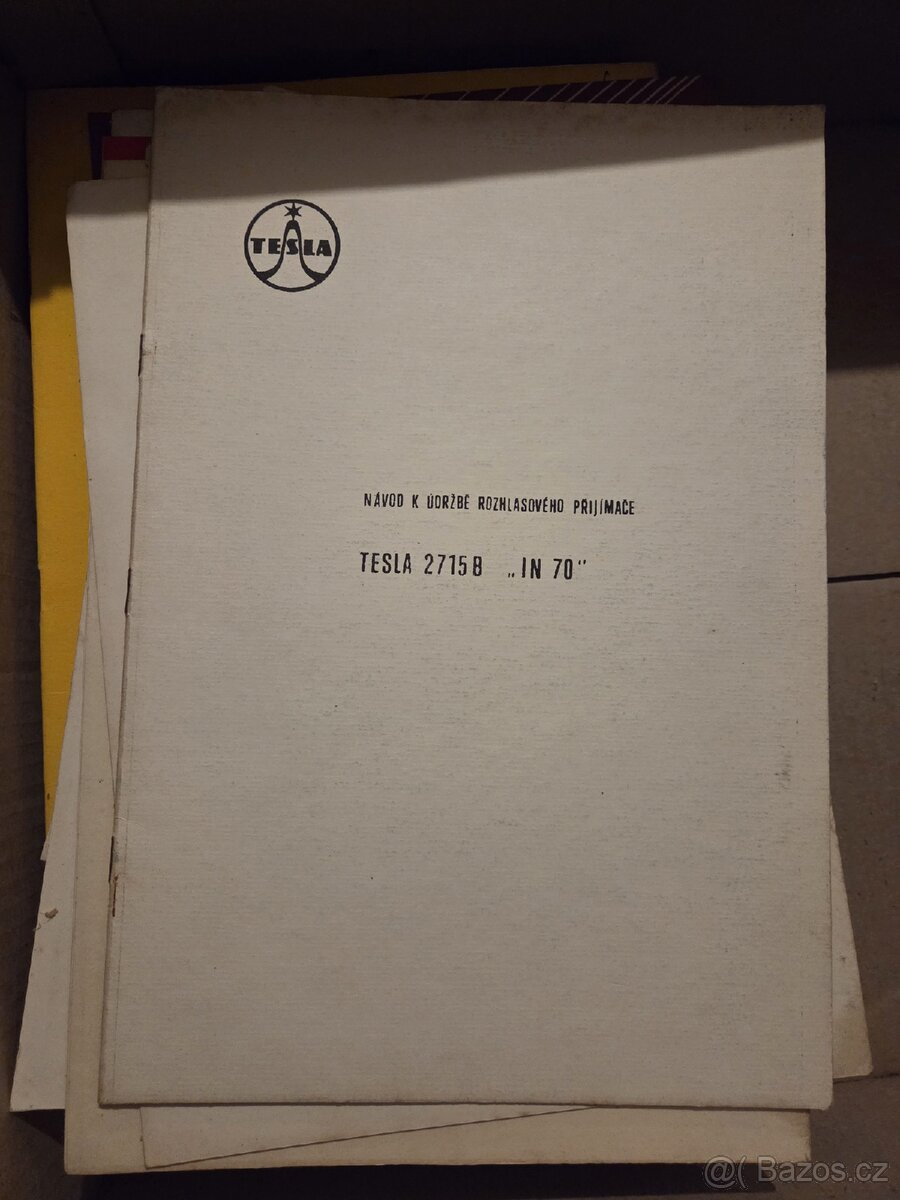 TESLA
NÁVOD K ÚDRŽBĚ ROZHLASOVÉHO PŘIJÍMAČE
TESLA 2715B „IN 70"
@( Bazos.cz